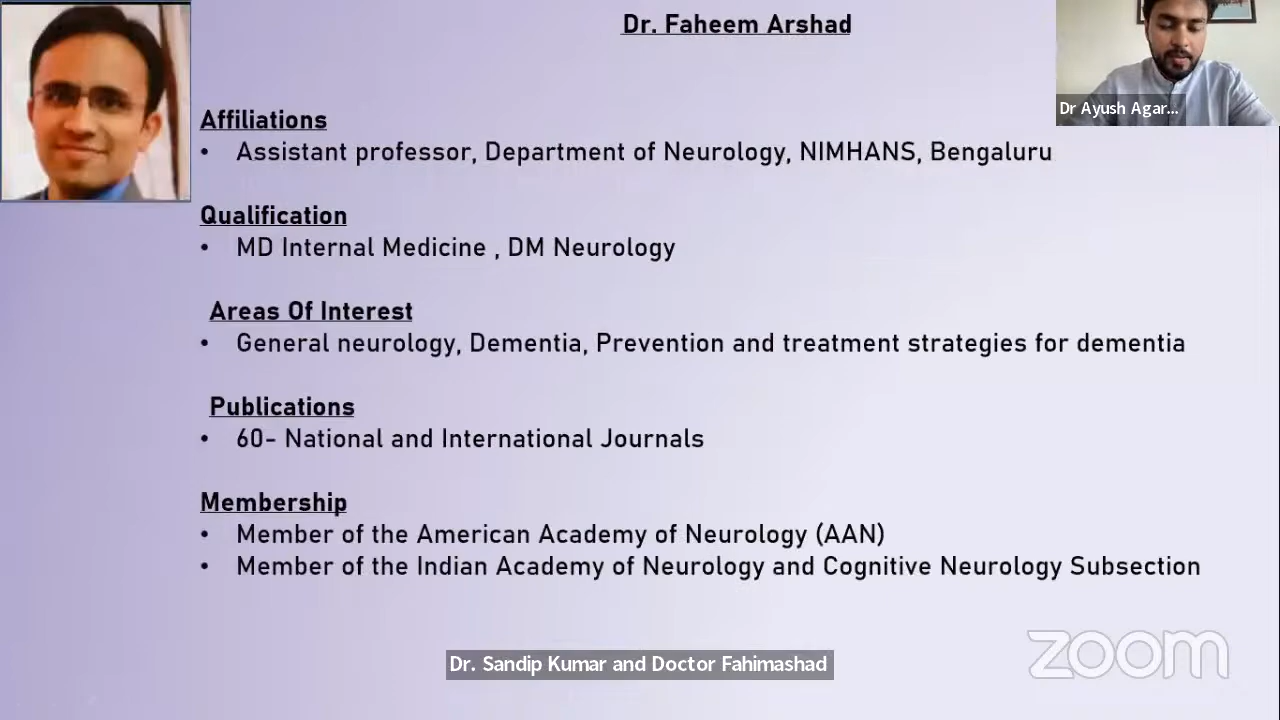 Dr. Faheem Arshad
Dr Ayush Agar...
Affiliations
• Assistant professor, Department of Neurology, NIMHANS, Bengaluru
Qualification
• MD Internal Medicine , DM Neurology
Areas Of Interest
• General neurology, Dementia, Prevention and treatment strategies for dementia
Publications
• 60- National and International Journals
Membership
• Member of the American Academy of Neurology (AAN)
• Member of the Indian Academy of Neurology and Cognitive Neurology Subsection
Dr. Sandip Kumar and Doctor Fahimashad
zoom